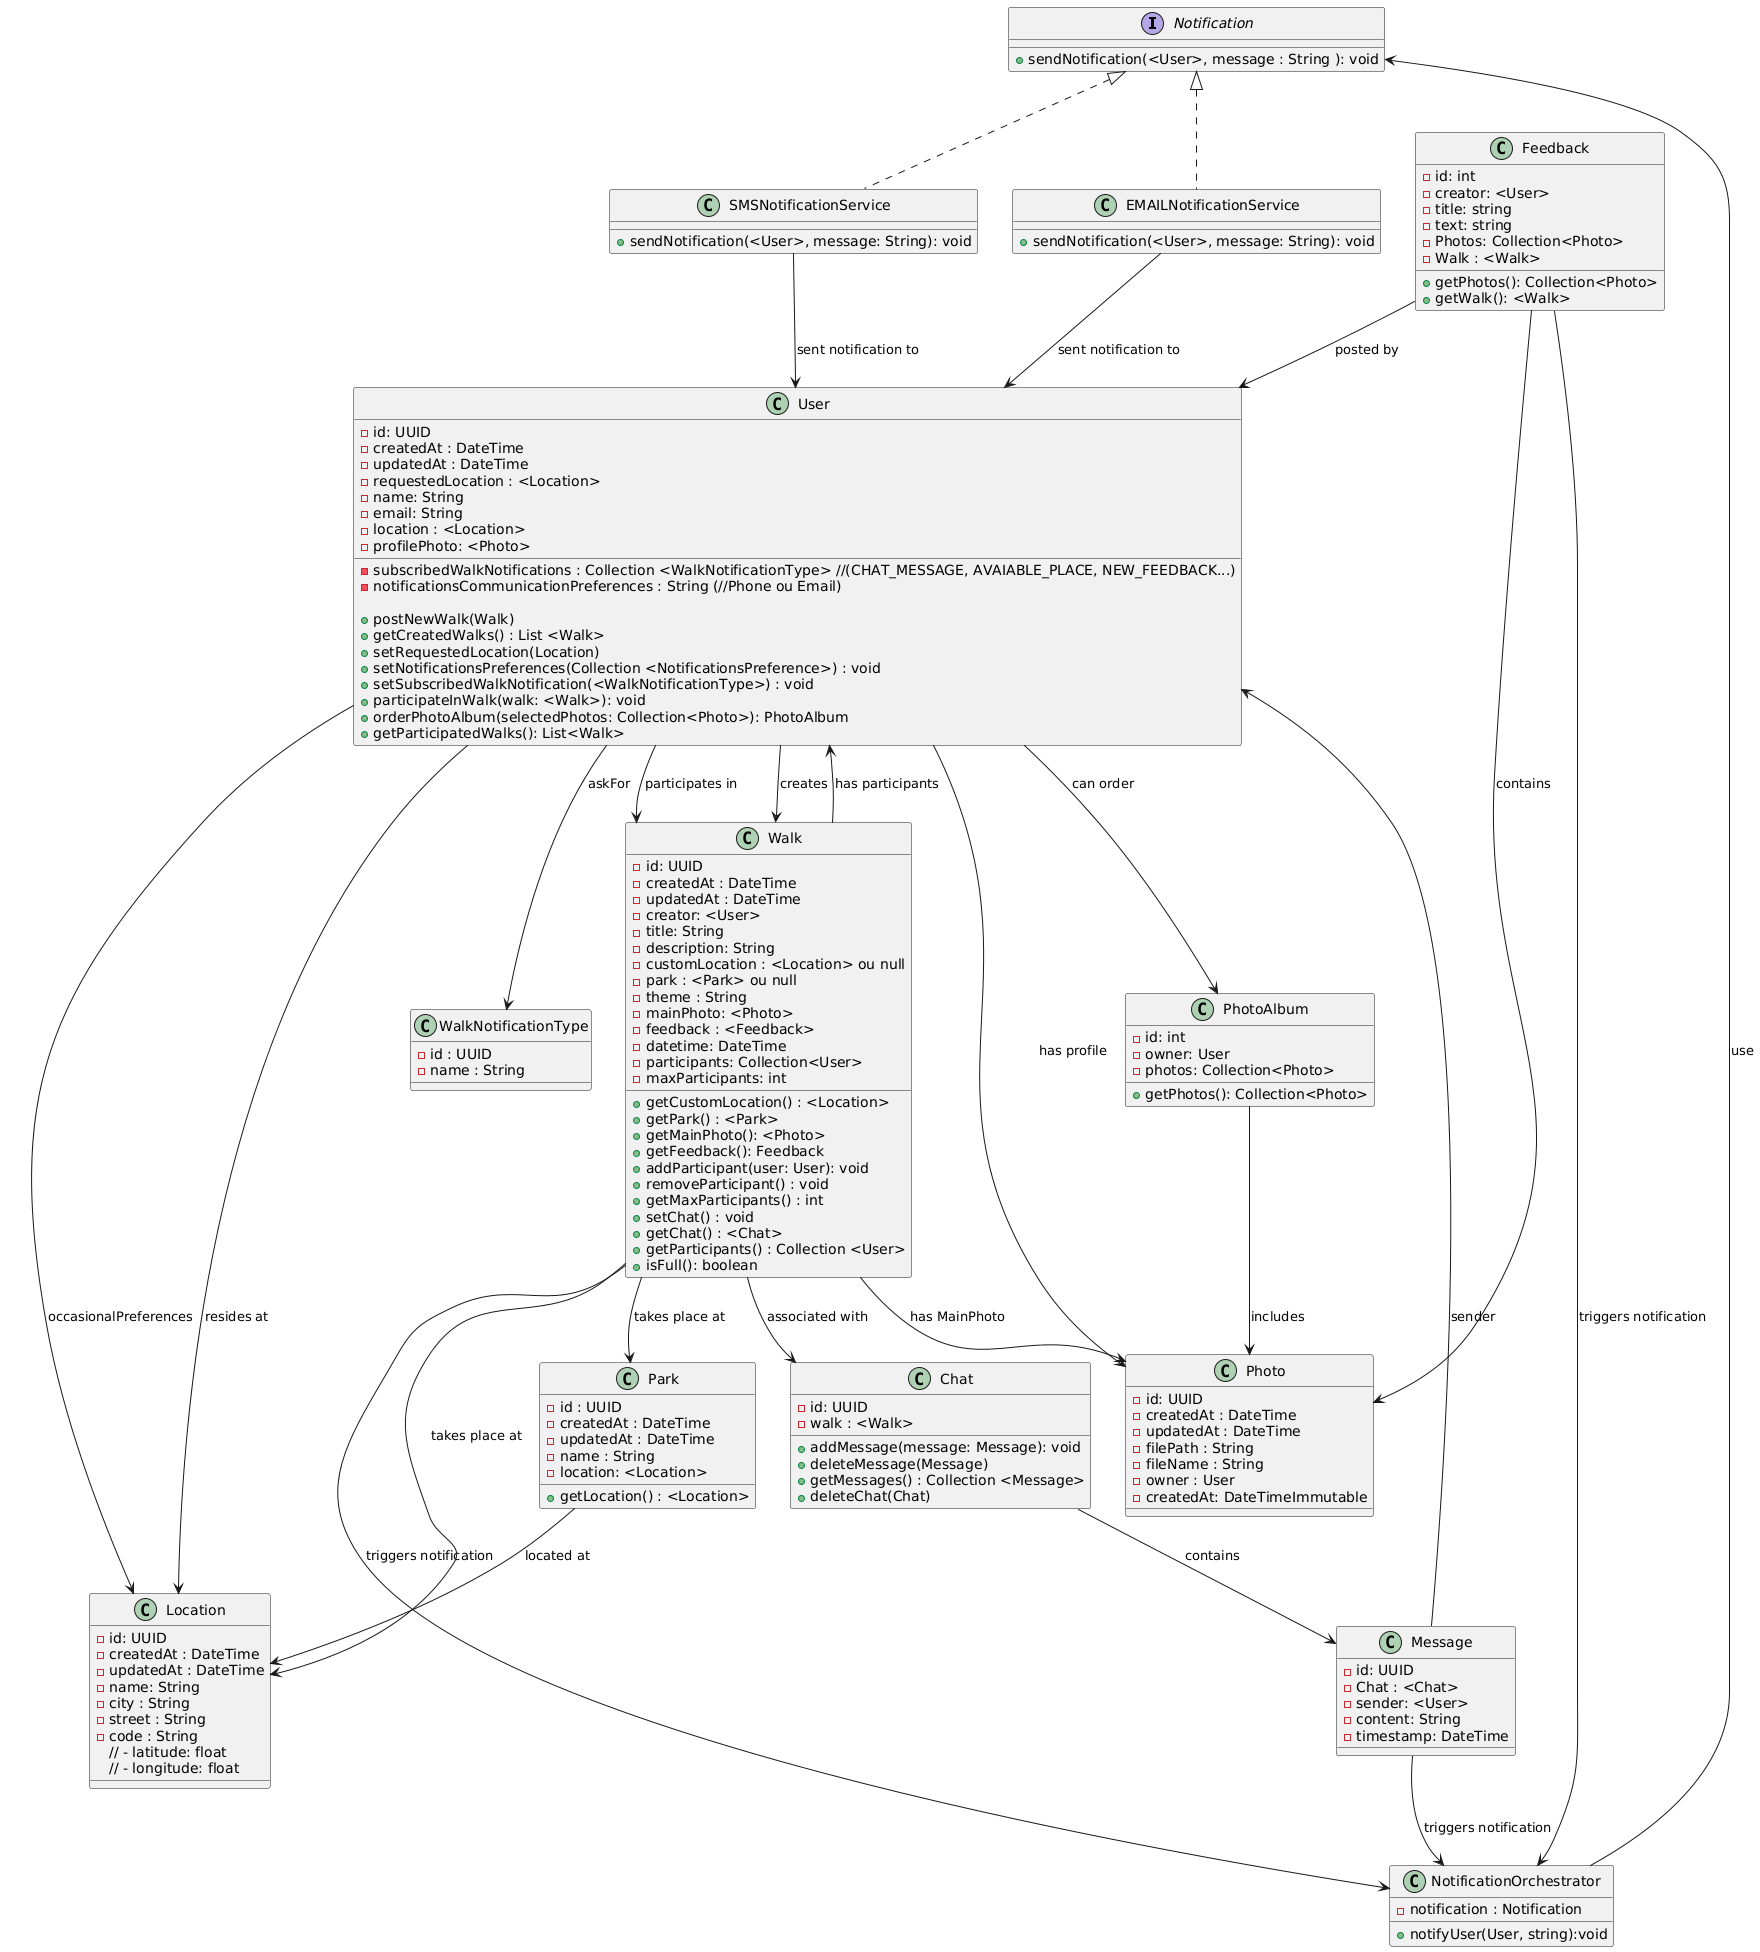 I Notification
sendNotification(<User>, message : String ): void
C Feedback
id: int
creator: <User>
title: string
text: string
Photos: Collection<Photo>
Walk : <Walk>
getPhotos(): Collection<Photo>
getWalk(): <Walk>
C SMSNotificationService
sendNotification(<User>, message: String): void
C EMAILNotificationService
sendNotification(<User>, message: String): void
sent notification to
sent notification to
posted by
C User
id: UUID
createdAt : DateTime
updatedAt : DateTime
requestedLocation : <Location>
name: String
email: String
location : <Location>
profilePhoto: <Photo>
subscribedWalkNotifications : Collection <WalkNotificationType> //(CHAT_MESSAGE, AVAIABLE_PLACE, NEW_FEEDBACK...)
notificationsCommunicationPreferences : String (//Phone ou Email)
postNewWalk(Walk)
getCreatedWalks() : List <Walk>
setRequestedLocation(Location)
setNotificationsPreferences(Collection <NotificationsPreference>) : void
setSubscribedWalkNotification(<WalkNotificationType>) : void
participateInWalk(walk: <Walk>): void
orderPhotoAlbum(selectedPhotos: Collection<Photo>): PhotoAlbum
getParticipatedWalks(): List<Walk>
askFor
participates in
creates
has participants
can order
contains
C Walk
id: UUID
createdAt : DateTime
updatedAt : DateTime
creator: <User>
title: String
description: String
customLocation : <Location> ou null
park : <Park> ou null
theme : String
mainPhoto: <Photo>
feedback : <Feedback>
datetime: DateTime
participants: Collection<User>
maxParticipants: int
getCustomLocation() : <Location>
getPark() : <Park>
getMainPhoto(): <Photo>
getFeedback(): Feedback
addParticipant(user: User): void
removeParticipant() : void
getMaxParticipants() : int
setChat() : void
getChat() : <Chat>
getParticipants() : Collection <User>
isFull(): boolean
C WalkNotificationType
id : UUID
name : String
has profile
C PhotoAlbum
id: int
owner: User
photos: Collection<Photo>
getPhotos(): Collection<Photo>
use
occasionalPreferences
resides at
takes place at
associated with
has MainPhoto
includes
sender
triggers notification
takes place at
C Park
id : UUID
createdAt : DateTime
updatedAt : DateTime
name : String
location: <Location>
getLocation() : <Location>
C Chat
id: UUID
walk : <Walk>
addMessage(message: Message): void
deleteMessage(Message)
getMessages() : Collection <Message>
deleteChat(Chat)
C Photo
id: UUID
createdAt : DateTime
updatedAt : DateTime
filePath : String
fileName : String
owner : User
createdAt: DateTimeImmutable
triggers notification
located at
contains
C Location
id: UUID
createdAt : DateTime
updatedAt : DateTime
name: String
city : String
street : String
code : String
// - latitude: float
// - longitude: float
C Message
id: UUID
Chat : <Chat>
sender: <User>
content: String
timestamp: DateTime
triggers notification
C NotificationOrchestrator
notification : Notification
notifyUser(User, string):void